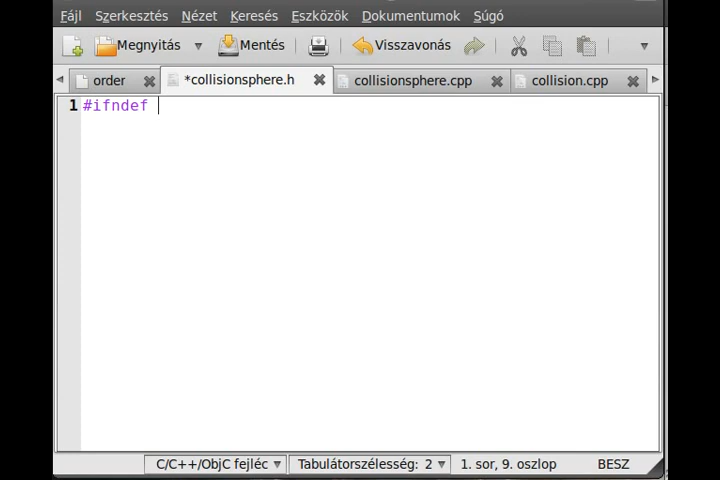 Fájl Szerkesztés Nézet Keresés Eszközök Dokumentumok Súgó
Megnyitás Mentés Visszavonás
order *collisionsphere.h collisionsphere.cpp collision.cpp
1 #ifndef
C/C++/ObjC fejléc Tabulátorszélesség: 2 1. sor, 9. oszlop BESZ